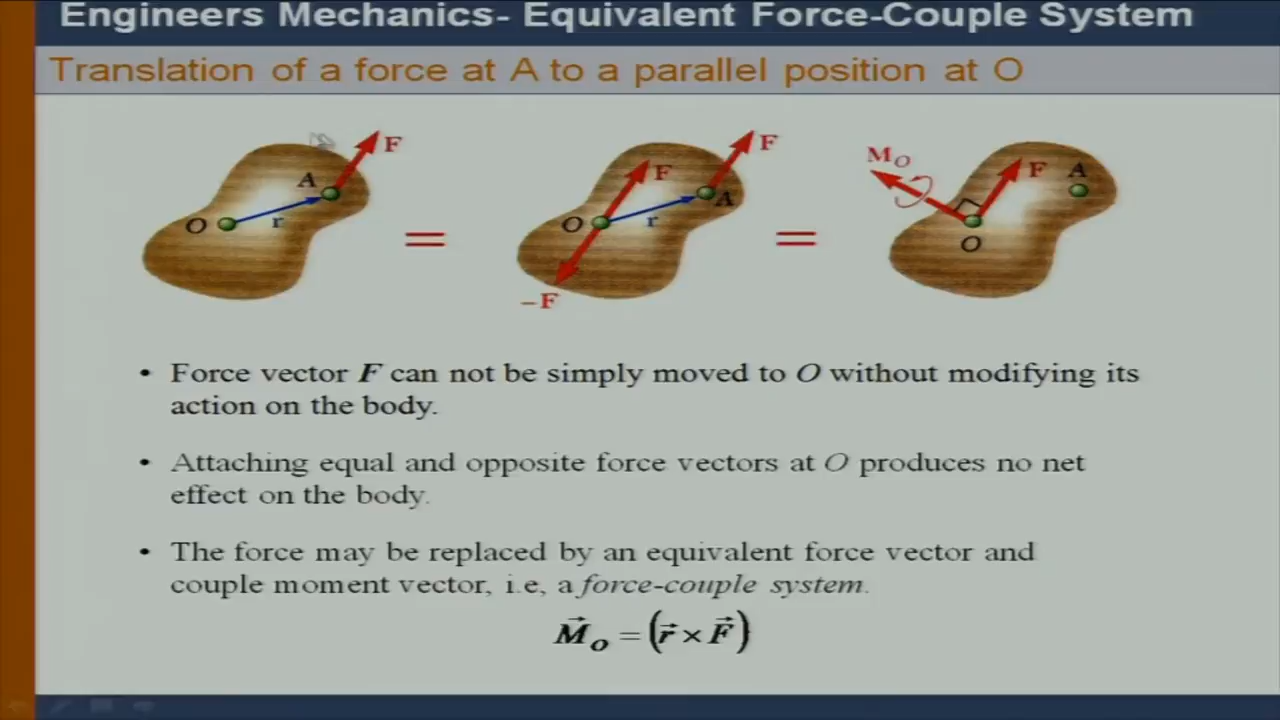 Engineers Mechanics- Equivalent Force-Couple System
Translation of a force at A to a parallel position at O
F
A
O
r
=
F
F
O
r
A
−F
=
M_O
F
A
O
• Force vector F can not be simply moved to O without modifying its
action on the body.
• Attaching equal and opposite force vectors at O produces no net
effect on the body.
• The force may be replaced by an equivalent force vector and
couple moment vector, i.e, a force-couple system.
M⃗_O = (r⃗ × F⃗)